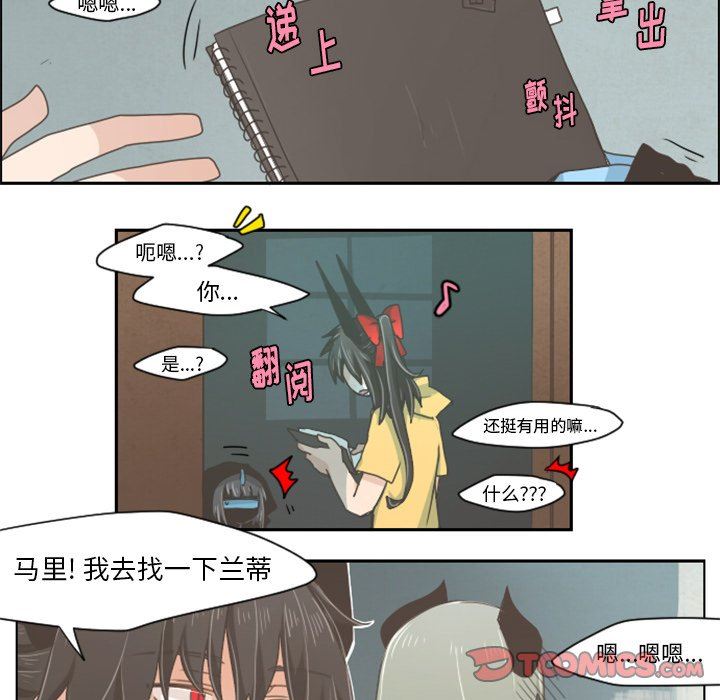 嗯嗯...
递上
拿出
颤抖
呃嗯...?
你...
是...?
翻阅
还挺有用的嘛...
什么???
马里! 我去找一下兰蒂
嗯...嗯嗯...
TOOMICS.COM